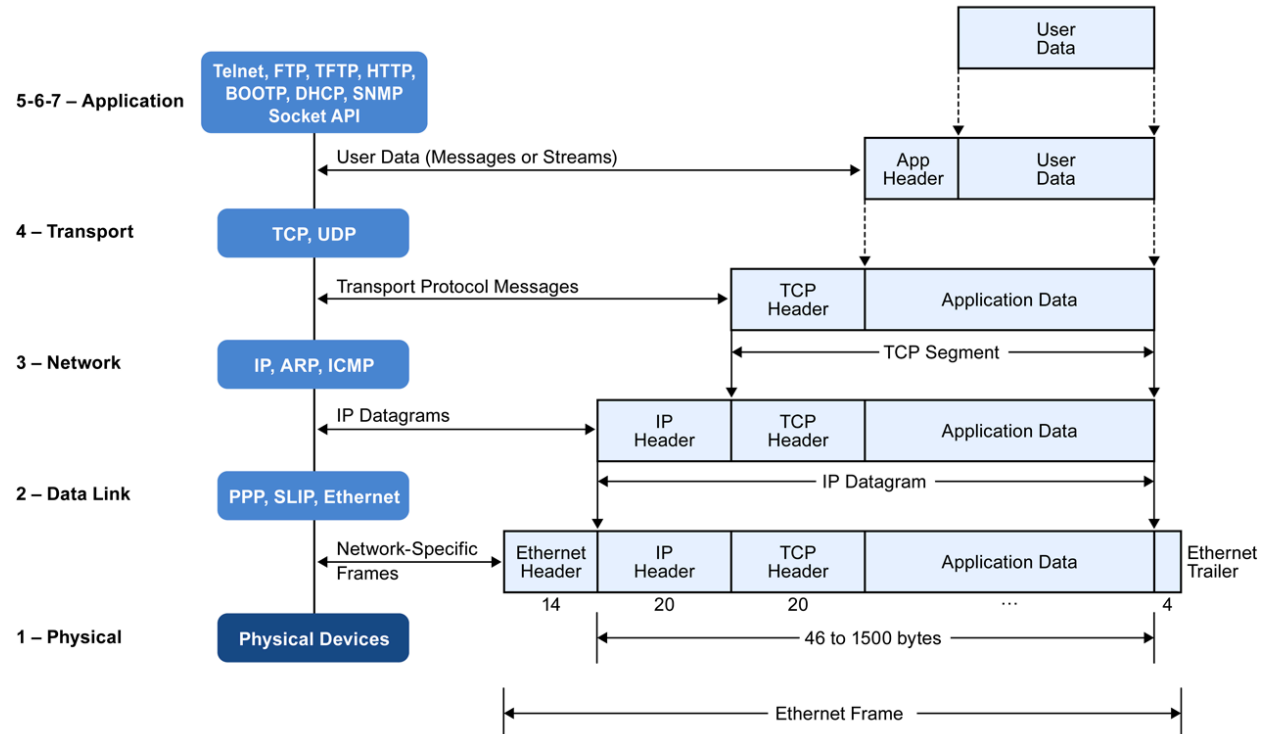 User
Data
Telnet, FTP, TFTP, HTTP,
BOOTP, DHCP, SNMP
Socket API
5-6-7 – Application
User Data (Messages or Streams)
App
Header
User
Data
4 – Transport
TCP, UDP
Transport Protocol Messages
TCP
Header
Application Data
TCP Segment
3 – Network
IP, ARP, ICMP
IP Datagrams
IP
Header
TCP
Header
Application Data
IP Datagram
2 – Data Link
PPP, SLIP, Ethernet
Network-Specific
Frames
Ethernet
Header
IP
Header
TCP
Header
Application Data
Ethernet
Trailer
14
20
20
...
4
1 – Physical
Physical Devices
46 to 1500 bytes
Ethernet Frame